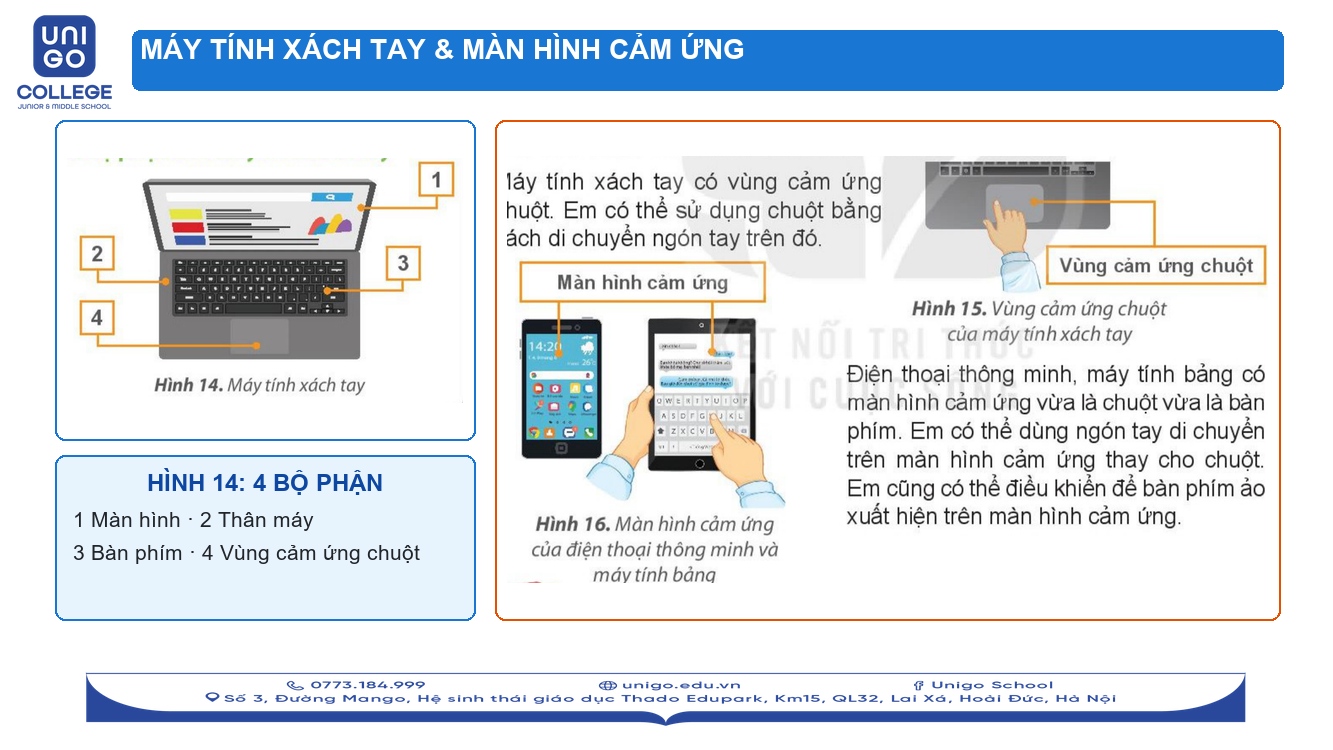 UNI
GO
COLLEGE
JUNIOR & MIDDLE SCHOOL
MÁY TÍNH XÁCH TAY & MÀN HÌNH CẢM ỨNG
1
2
3
4
Hình 14. Máy tính xách tay
HÌNH 14: 4 BỘ PHẬN
1 Màn hình · 2 Thân máy
3 Bàn phím · 4 Vùng cảm ứng chuột
láy tính xách tay có vùng cảm ứng
huột. Em có thể sử dụng chuột bằng
ách di chuyển ngón tay trên đó.
Vùng cảm ứng chuột
Hình 15. Vùng cảm ứng chuột
của máy tính xách tay
Màn hình cảm ứng
14:20
26°C
Q W E R T Y U I O P
A S D F G H J K L
Z X C V B N M
Hình 16. Màn hình cảm ứng
của điện thoại thông minh và
máy tính bảng
KẾT NỐI TRI THỨC
VỚI CUỘC SỐNG
Điện thoại thông minh, máy tính bảng có
màn hình cảm ứng vừa là chuột vừa là bàn
phím. Em có thể dùng ngón tay di chuyển
trên màn hình cảm ứng thay cho chuột.
Em cũng có thể điều khiển để bàn phím ảo
xuất hiện trên màn hình cảm ứng.
0773.184.999
unigo.edu.vn
Unigo School
Số 3, Đường Mango, Hệ sinh thái giáo dục Thado Edupark, Km15, QL32, Lai Xá, Hoài Đức, Hà Nội